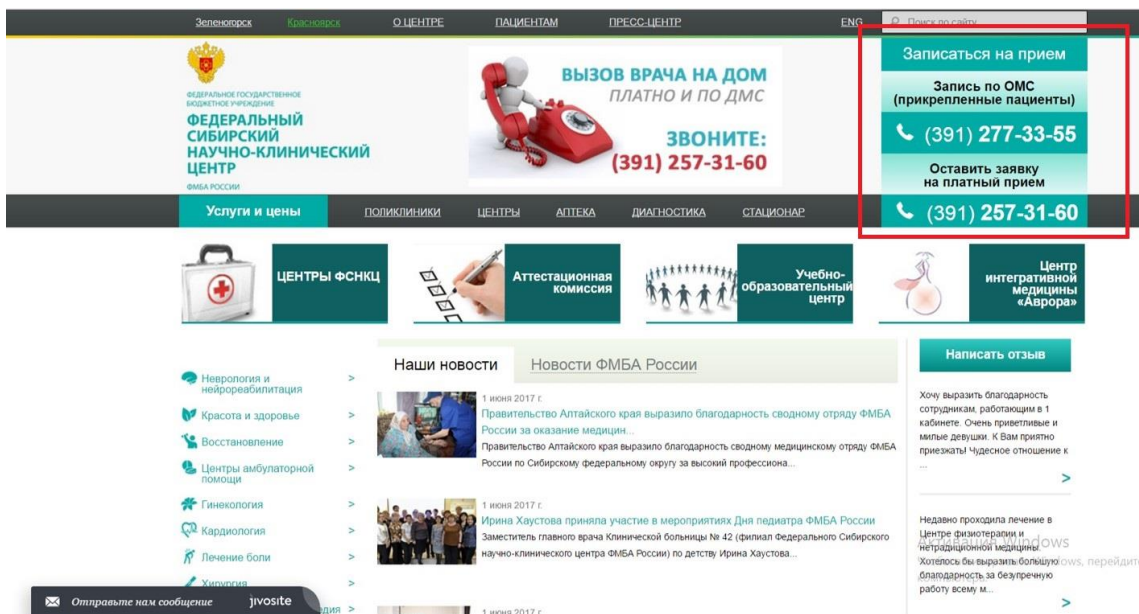 Зеленогорск Красноярск О ЦЕНТРЕ ПАЦИЕНТАМ ПРЕСС-ЦЕНТР ENG Поиск по сайту
ФЕДЕРАЛЬНОЕ ГОСУДАРСТВЕННОЕ
БЮДЖЕТНОЕ УЧРЕЖДЕНИЕ
ФЕДЕРАЛЬНЫЙ
СИБИРСКИЙ
НАУЧНО-КЛИНИЧЕСКИЙ
ЦЕНТР
ФМБА РОССИИ
ВЫЗОВ ВРАЧА НА ДОМ
ПЛАТНО И ПО ДМС
ЗВОНИТЕ:
(391) 257-31-60
Записаться на прием
Запись по ОМС
(прикрепленные пациенты)
(391) 277-33-55
Оставить заявку
на платный прием
(391) 257-31-60
Услуги и цены ПОЛИКЛИНИКИ ЦЕНТРЫ АПТЕКА ДИАГНОСТИКА СТАЦИОНАР
ЦЕНТРЫ ФСНКЦ
Аттестационная
комиссия
Учебно-
образовательный
центр
Центр
интегративной
медицины
«Аврора»
Неврология и
нейрореабилитация >
Красота и здоровье >
Восстановление >
Центры амбулаторной
помощи >
Гинекология >
Кардиология >
Лечение боли >
Хирургия >
дия >
Наши новости Новости ФМБА России
1 июня 2017 г.
Правительство Алтайского края выразило благодарность сводному отряду ФМБА
России за оказание медицин...
Правительство Алтайского края выразило благодарность сводному медицинскому отряду ФМБА
России по Сибирскому федеральному округу за высокий профессиона...
1 июня 2017 г.
Ирина Хаустова приняла участие в мероприятиях Дня педиатра ФМБА России
Заместитель главного врача Клинической больницы № 42 (филиал Федерального Сибирского
научно-клинического центра ФМБА России) по детству Ирина Хаустова...
1 июня 2017 г.
Написать отзыв
Хочу выразить благодарность
сотрудникам, работающим в 1
кабинете. Очень приветливые и
милые девушки. К Вам приятно
приезжать! Чудесное отношение к
...
>
Недавно проходила лечение в
Центре физиотерапии и
нетрадиционной медицины.
Хотелось бы выразить большую
благодарность за безупречную
работу всему м...
>
Активация Windows
Windows, перейдите
Отправьте нам сообщение jivosite